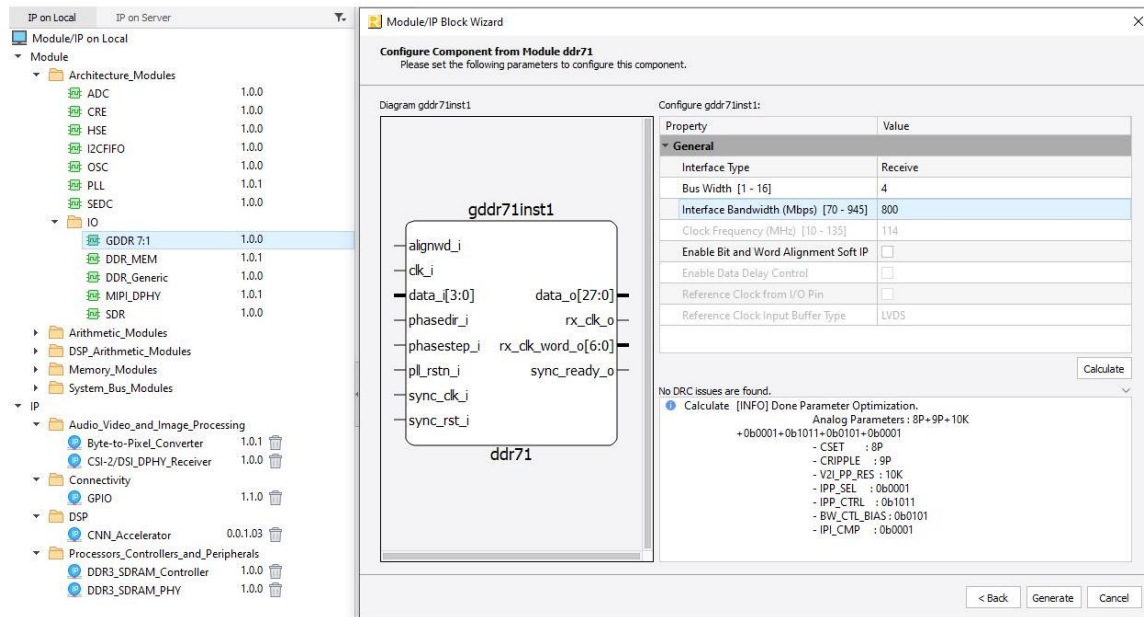 IP on Local IP on Server
Module/IP on Local
Module
Architecture_Modules
ADC 1.0.0
CRE 1.0.0
HSE 1.0.0
I2CFIFO 1.0.0
OSC 1.0.0
PLL 1.0.1
SEDC 1.0.0
IO
GDDR 7:1 1.0.0
DDR_MEM 1.0.1
DDR_Generic 1.0.0
MIPI_DPHY 1.0.1
SDR 1.0.0
Arithmetic_Modules
DSP_Arithmetic_Modules
Memory_Modules
System_Bus_Modules
IP
Audio_Video_and_Image_Processing
Byte-to-Pixel_Converter 1.0.1
CSI-2/DSI_DPHY_Receiver 1.0.0
Connectivity
GPIO 1.1.0
DSP
CNN_Accelerator 0.0.1.03
Processors_Controllers_and_Peripherals
DDR3_SDRAM_Controller 1.0.0
DDR3_SDRAM_PHY 1.0.0
Module/IP Block Wizard
Configure Component from Module ddr71
Please set the following parameters to configure this component.
Diagram gddr71inst1
gddr71inst1
alignwd_i
clk_i
data_i[3:0] data_o[27:0]
phasedir_i rx_clk_o
phasestep_i rx_clk_word_o[6:0]
pll_rstn_i sync_ready_o
sync_clk_i
sync_rst_i
ddr71
Configure gddr71inst1:
Property Value
General
Interface Type Receive
Bus Width [1 - 16] 4
Interface Bandwidth (Mbps) [70 - 945] 800
Clock Frequency (MHz) [10 - 135] 114
Enable Bit and Word Alignment Soft IP
Enable Data Delay Control
Reference Clock from I/O Pin
Reference Clock Input Buffer Type LVDS
Calculate
No DRC issues are found.
Calculate [INFO] Done Parameter Optimization.
Analog Parameters : 8P+9P+10K
+0b0001+0b1011+0b0101+0b0001
- CSET : 8P
- CRIPPLE : 9P
- V2I_PP_RES : 10K
- IPP_SEL : 0b0001
- IPP_CTRL : 0b1011
- BW_CTL_BIAS : 0b0101
- IPI_CMP : 0b0001
< Back Generate Cancel